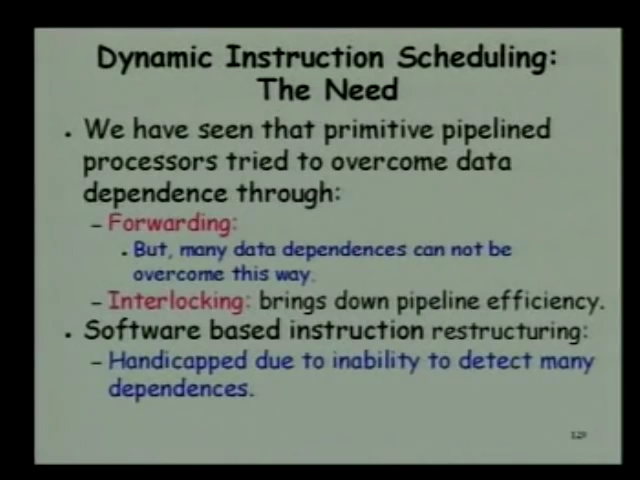 Dynamic Instruction Scheduling:
The Need
• We have seen that primitive pipelined
processors tried to overcome data
dependence through:
– Forwarding:
• But, many data dependences can not be
overcome this way.
– Interlocking: brings down pipeline efficiency.
• Software based instruction restructuring:
– Handicapped due to inability to detect many
dependences.